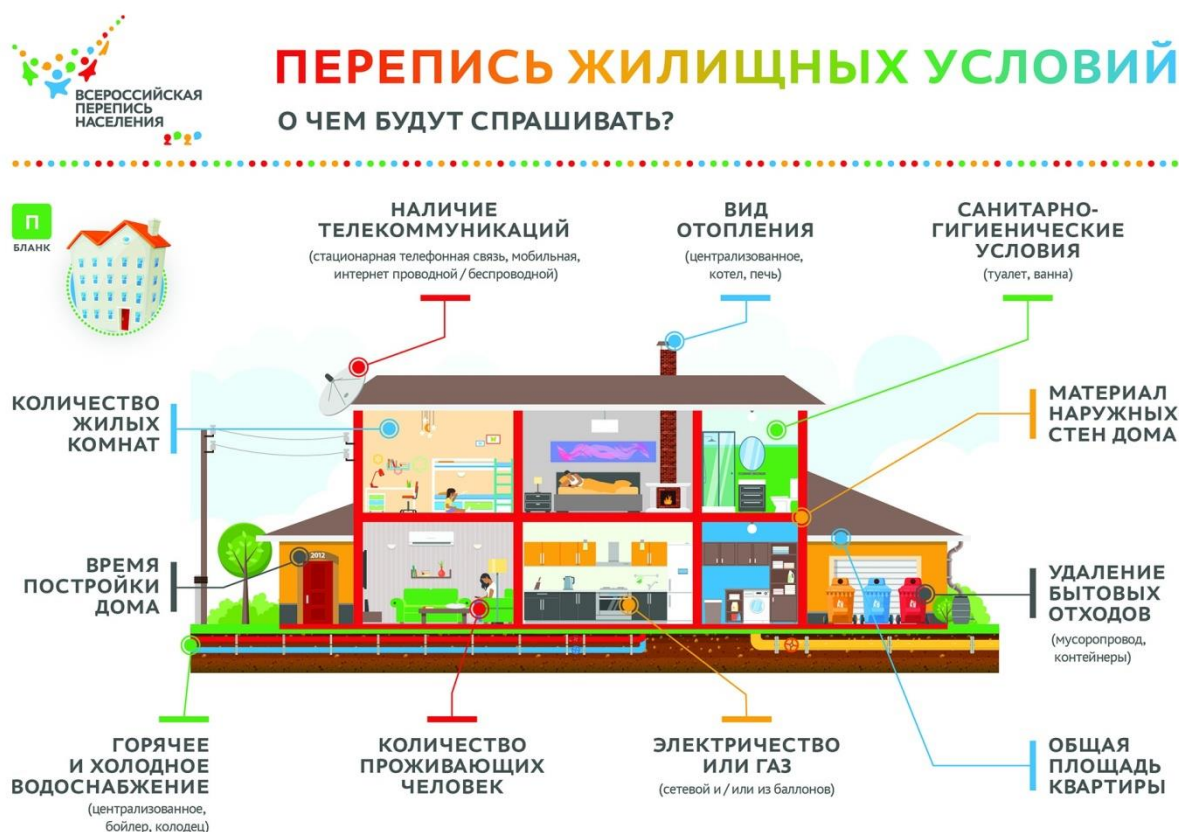 ВСЕРОССИЙСКАЯ
ПЕРЕПИСЬ
НАСЕЛЕНИЯ
2020
ПЕРЕПИСЬ ЖИЛИЩНЫХ УСЛОВИЙ
О ЧЕМ БУДУТ СПРАШИВАТЬ?
П
БЛАНК
НАЛИЧИЕ
ТЕЛЕКОММУНИКАЦИЙ
(стационарная телефонная связь, мобильная,
интернет проводной / беспроводной)
ВИД
ОТОПЛЕНИЯ
(централизованное,
котел, печь)
САНИТАРНО-
ГИГИЕНИЧЕСКИЕ
УСЛОВИЯ
(туалет, ванна)
КОЛИЧЕСТВО
ЖИЛЫХ
КОМНАТ
МАТЕРИАЛ
НАРУЖНЫХ
СТЕН ДОМА
ВРЕМЯ
ПОСТРОЙКИ
ДОМА
2012
УДАЛЕНИЕ
БЫТОВЫХ
ОТХОДОВ
(мусоропровод,
контейнеры)
ГОРЯЧЕЕ
И ХОЛОДНОЕ
ВОДОСНАБЖЕНИЕ
(централизованное,
бойлер, колодец)
КОЛИЧЕСТВО
ПРОЖИВАЮЩИХ
ЧЕЛОВЕК
ЭЛЕКТРИЧЕСТВО
ИЛИ ГАЗ
(сетевой и / или из баллонов)
ОБЩАЯ
ПЛОЩАДЬ
КВАРТИРЫ